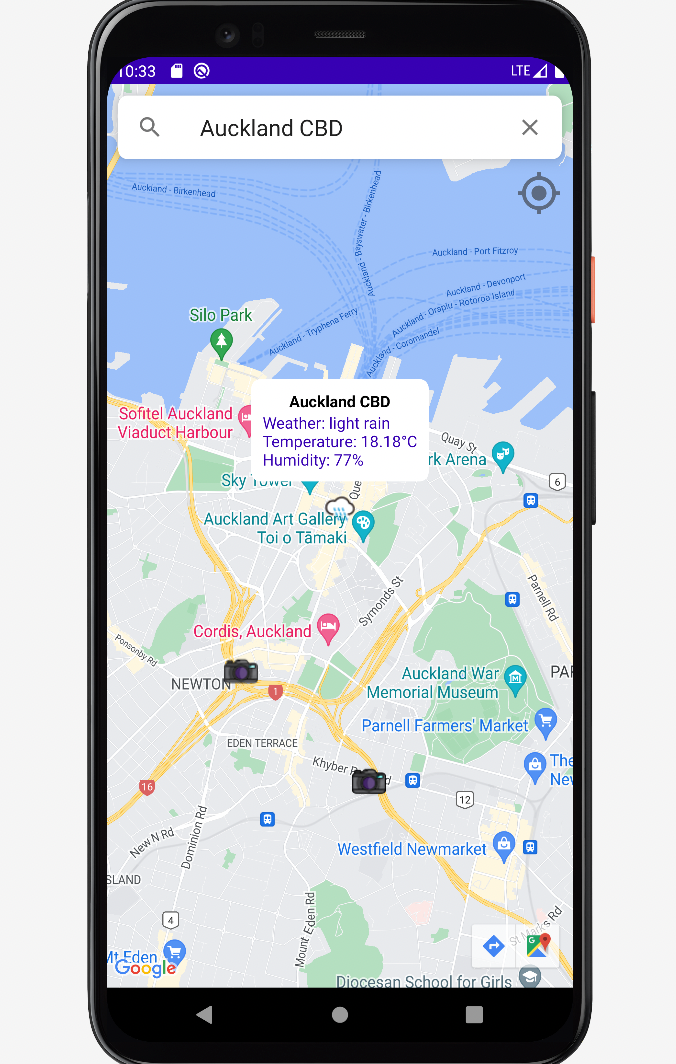 10:33
LTE
Auckland CBD
Auckland - Birkenhead
Auckland - Bayswater - Birkenhead
Auckland - Port Fitzroy
Auckland - Devonport
Auckland - Orapiu - Rotoroa Island
Auckland - Tryphena Ferry
Auckland - Coromandel
Silo Park
Auckland CBD
Weather: light rain
Temperature: 18.18°C
Humidity: 77%
Sofitel Auckland
Viaduct Harbour
Quay St
rk Arena
6
Sky Tower
Que
Auckland Art Gallery
Toi o Tāmaki
Symonds St
Parnell Rd
Cordis, Auckland
Ponsonby Rd
NEWTON
1
Auckland War
Memorial Museum
PAR
Parnell Farmers' Market
EDEN TERRACE
Khyber
d
The
New
16
12
New N Rd
Dominion Rd
Westfield Newmarket
SLAND
4
Mount Eden Rd
St Marks Rd
Mt Eden
Google
Diocesan School for Girls